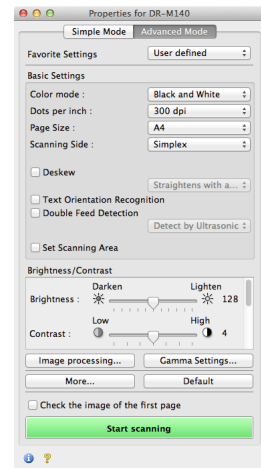 Properties for
DR-M140
Simple Mode Advanced Mode
Favorite Settings User defined
Basic Settings
Color mode : Black and White
Dots per inch : 300 dpi
Page Size : A4
Scanning Side : Simplex
Deskew
Straightens with a...
Text Orientation Recognition
Double Feed Detection
Detect by Ultrasonic
Set Scanning Area
Brightness/Contrast
Darken Lighten
Brightness : 128
Low High
Contrast : 4
Image processing... Gamma Settings...
More... Default
Check the image of the first page
Start scanning